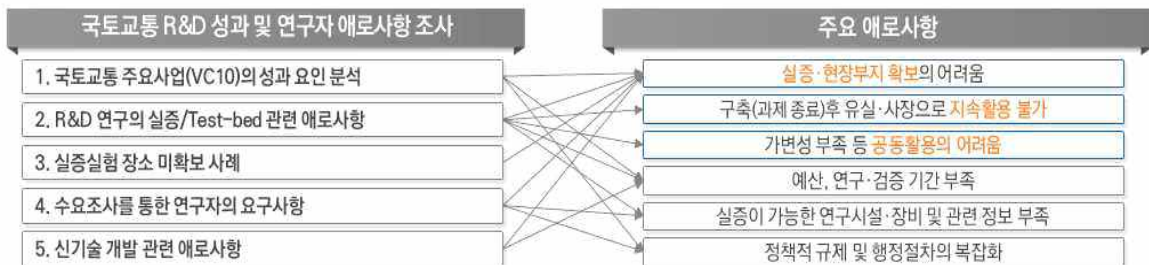 국토교통 R&D 성과 및 연구자 애로사항 조사
1. 국토교통 주요사업(VC10)의 성과 요인 분석
2. R&D 연구의 실증/Test-bed 관련 애로사항
3. 실증실험 장소 미확보 사례
4. 수요조사를 통한 연구자의 요구사항
5. 신기술 개발 관련 애로사항
주요 애로사항
실증·현장부지 확보의 어려움
구축(과제 종료)후 유실·사장으로 지속활용 불가
가변성 부족 등 공동활용의 어려움
예산, 연구·검증 기간 부족
실증이 가능한 연구시설·장비 및 관련 정보 부족
정책적 규제 및 행정절차의 복잡화